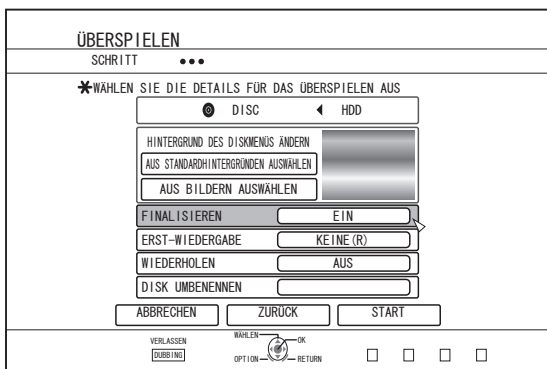 ÜBERSPIELEN
SCHRITT
WÄHLEN SIE DIE DETAILS FÜR DAS ÜBERSPIELEN AUS
DISC HDD
HINTERGRUND DES DISKMENÜS ÄNDERN
AUS STANDARDHINTERGRÜNDEN AUSWÄHLEN
AUS BILDERN AUSWÄHLEN
FINALISIEREN EIN
ERST-WIEDERGABE KEINE(R)
WIEDERHOLEN AUS
DISK UMBENENNEN
ABBRECHEN ZURÜCK START
VERLASSEN WÄHLEN OK
DUBBING OPTION RETURN